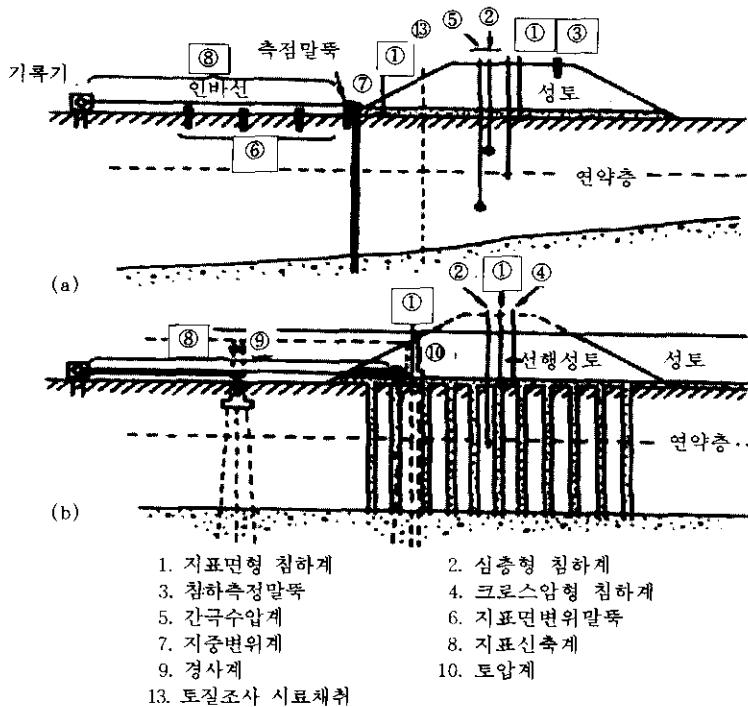 ⑤ ② ⑬ ① ③
⑧ 측점말뚝 ①
기록기 인바선 ⑦ 성토
⑥
연약층
(a)
② ① ④
①
⑧ ⑨ ⑩ 선행성토 성토
연약층
(b)
1. 지표면형 침하계 2. 심층형 침하계
3. 침하측정말뚝 4. 크로스암형 침하계
5. 간극수압계 6. 지표면변위말뚝
7. 지중변위계 8. 지표신축계
9. 경사계 10. 토압계
13. 토질조사 시료채취